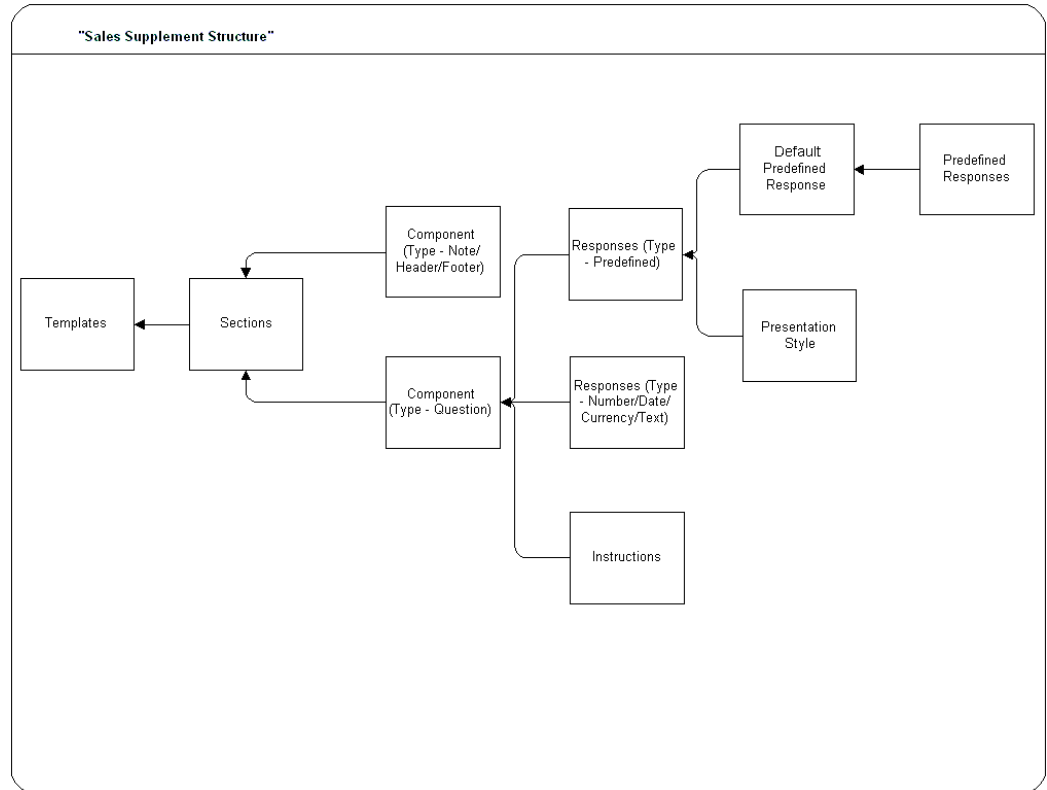 "Sales Supplement Structure"
Default
Predefined
Response
Predefined
Responses
Component
(Type - Note/
Header/Footer)
Responses (Type
- Predefined)
Templates
Sections
Presentation
Style
Component
(Type - Question)
Responses (Type
- Number/Date/
Currency/Text)
Instructions